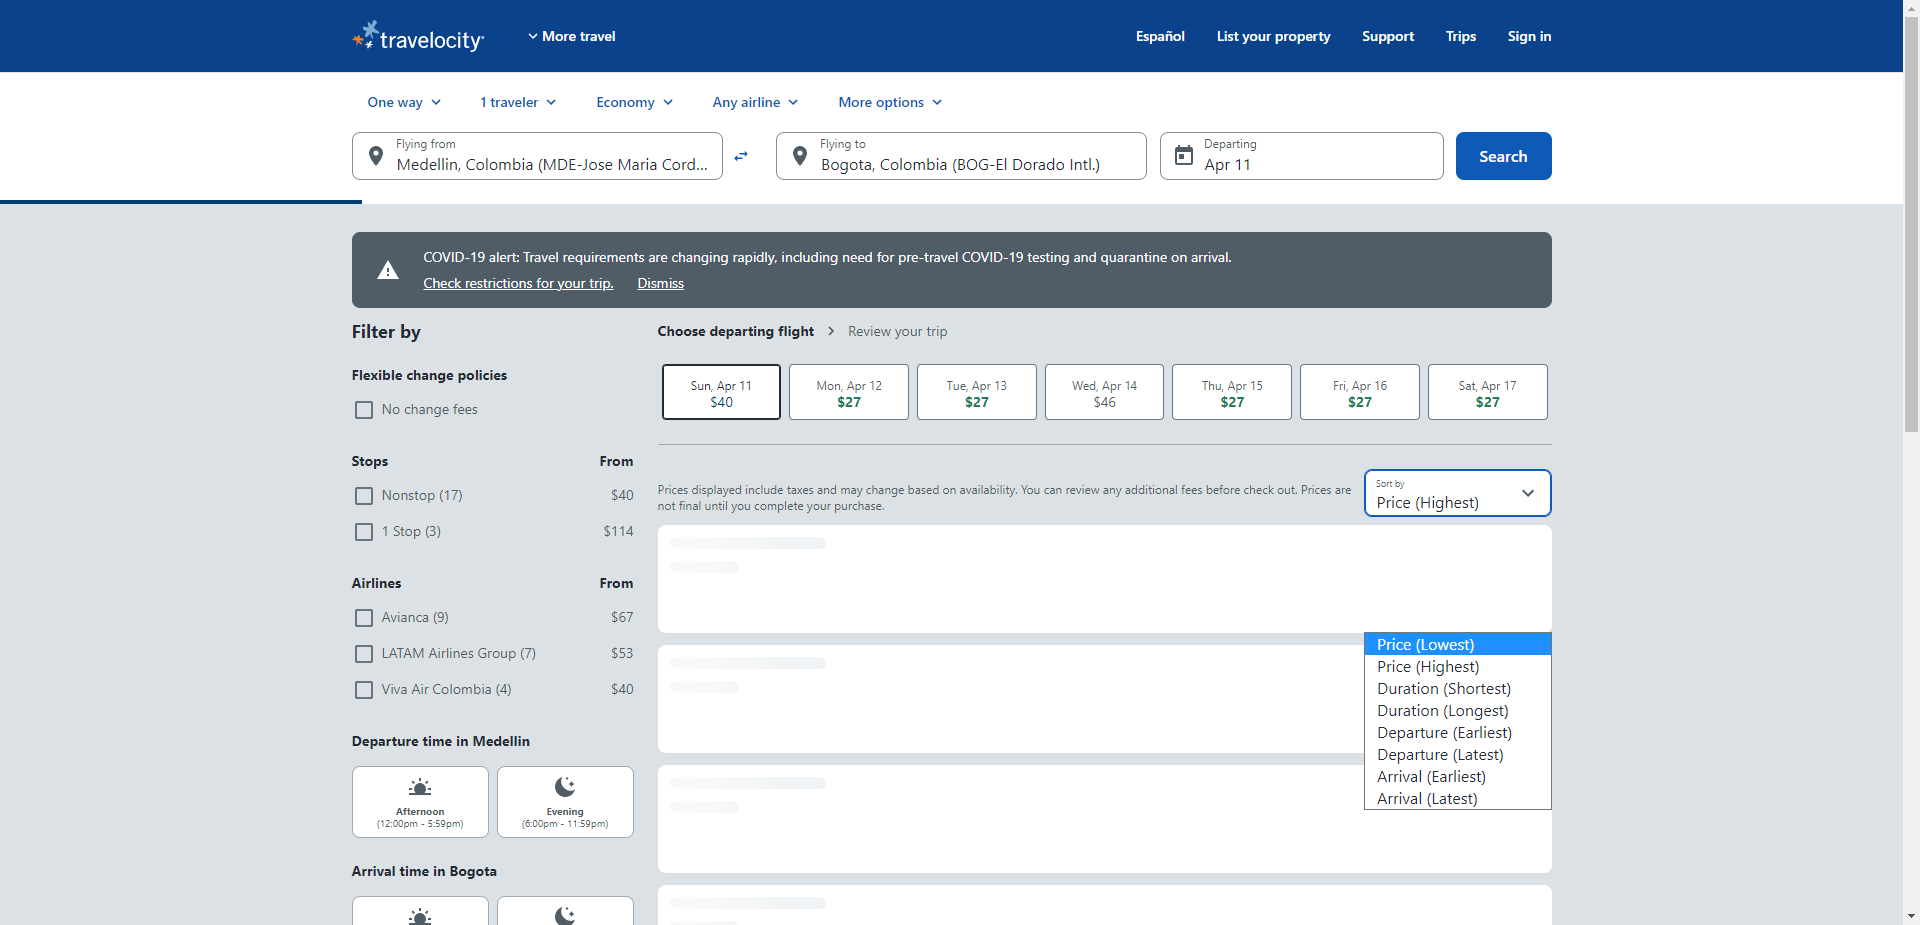 travelocity
More travel
Español
List your property
Support
Trips
Sign in
One way
1 traveler
Economy
Any airline
More options
Flying from
Medellin, Colombia (MDE-Jose Maria Cord...
Flying to
Bogota, Colombia (BOG-El Dorado Intl.)
Departing
Apr 11
Search
COVID-19 alert: Travel requirements are changing rapidly, including need for pre-travel COVID-19 testing and quarantine on arrival.
Check restrictions for your trip.
Dismiss
Filter by
Flexible change policies
No change fees
Stops
From
Nonstop (17)
$40
1 Stop (3)
$114
Airlines
From
Avianca (9)
$67
LATAM Airlines Group (7)
$53
Viva Air Colombia (4)
$40
Departure time in Medellin
Afternoon
(12:00pm - 5:59pm)
Evening
(6:00pm - 11:59pm)
Arrival time in Bogota
Choose departing flight
Review your trip
Sun, Apr 11
$40
Mon, Apr 12
$27
Tue, Apr 13
$27
Wed, Apr 14
$46
Thu, Apr 15
$27
Fri, Apr 16
$27
Sat, Apr 17
$27
Prices displayed include taxes and may change based on availability. You can review any additional fees before check out. Prices are
not final until you complete your purchase.
Sort by
Price (Highest)
Price (Lowest)
Price (Highest)
Duration (Shortest)
Duration (Longest)
Departure (Earliest)
Departure (Latest)
Arrival (Earliest)
Arrival (Latest)